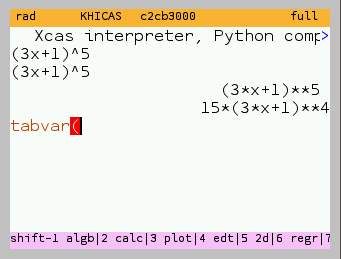 rad KHICAS c2cb3000 full
Xcas interpreter, Python comp>
(3x+1)^5
(3x+1)^5
(3*x+1)**5
15*(3*x+1)**4
tabvar(
shift-1 algb|2 calc|3 plot|4 edt|5 2d|6 regr|7